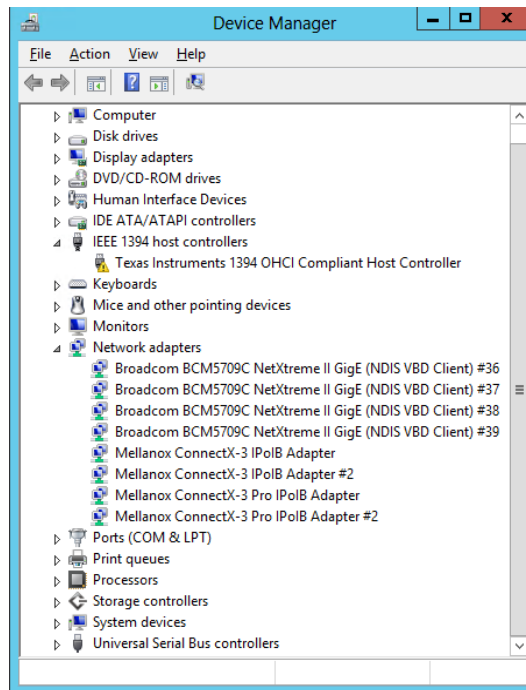 Device Manager
File Action View Help
Computer
Disk drives
Display adapters
DVD/CD-ROM drives
Human Interface Devices
IDE ATA/ATAPI controllers
IEEE 1394 host controllers
Texas Instruments 1394 OHCI Compliant Host Controller
Keyboards
Mice and other pointing devices
Monitors
Network adapters
Broadcom BCM5709C NetXtreme II GigE (NDIS VBD Client) #36
Broadcom BCM5709C NetXtreme II GigE (NDIS VBD Client) #37
Broadcom BCM5709C NetXtreme II GigE (NDIS VBD Client) #38
Broadcom BCM5709C NetXtreme II GigE (NDIS VBD Client) #39
Mellanox ConnectX-3 IPoIB Adapter
Mellanox ConnectX-3 IPoIB Adapter #2
Mellanox ConnectX-3 Pro IPoIB Adapter
Mellanox ConnectX-3 Pro IPoIB Adapter #2
Ports (COM & LPT)
Print queues
Processors
Storage controllers
System devices
Universal Serial Bus controllers